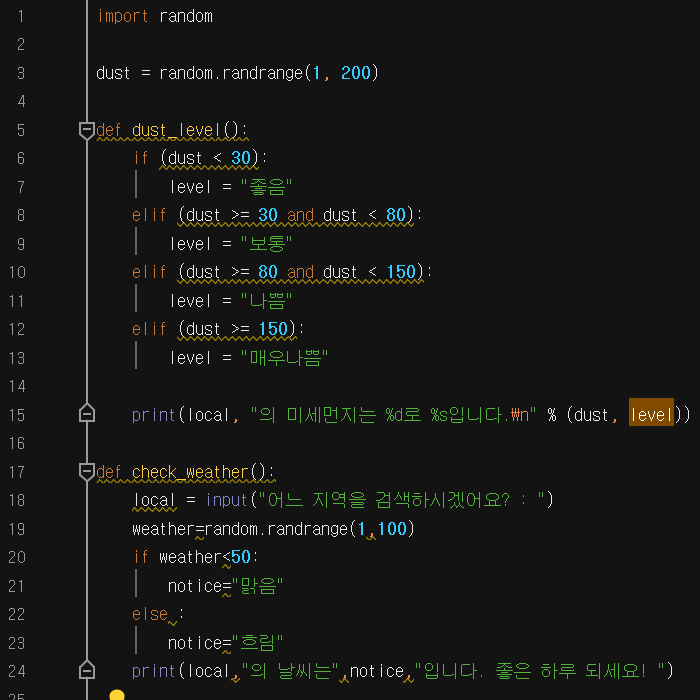 1 import random
2
3 dust = random.randrange(1, 200)
4
5 def dust_level():
6 if (dust < 30):
7 level = "좋음"
8 elif (dust >= 30 and dust < 80):
9 level = "보통"
10 elif (dust >= 80 and dust < 150):
11 level = "나쁨"
12 elif (dust >= 150):
13 level = "매우나쁨"
14
15 print(local, "의 미세먼지는 %d로 %s입니다.₩n" % (dust, level))
16
17 def check_weather():
18 local = input("어느 지역을 검색하시겠어요? : ")
19 weather=random.randrange(1,100)
20 if weather<50:
21 notice="맑음"
22 else :
23 notice="흐림"
24 print(local,"의 날씨는",notice,"입니다. 좋은 하루 되세요! ")
25